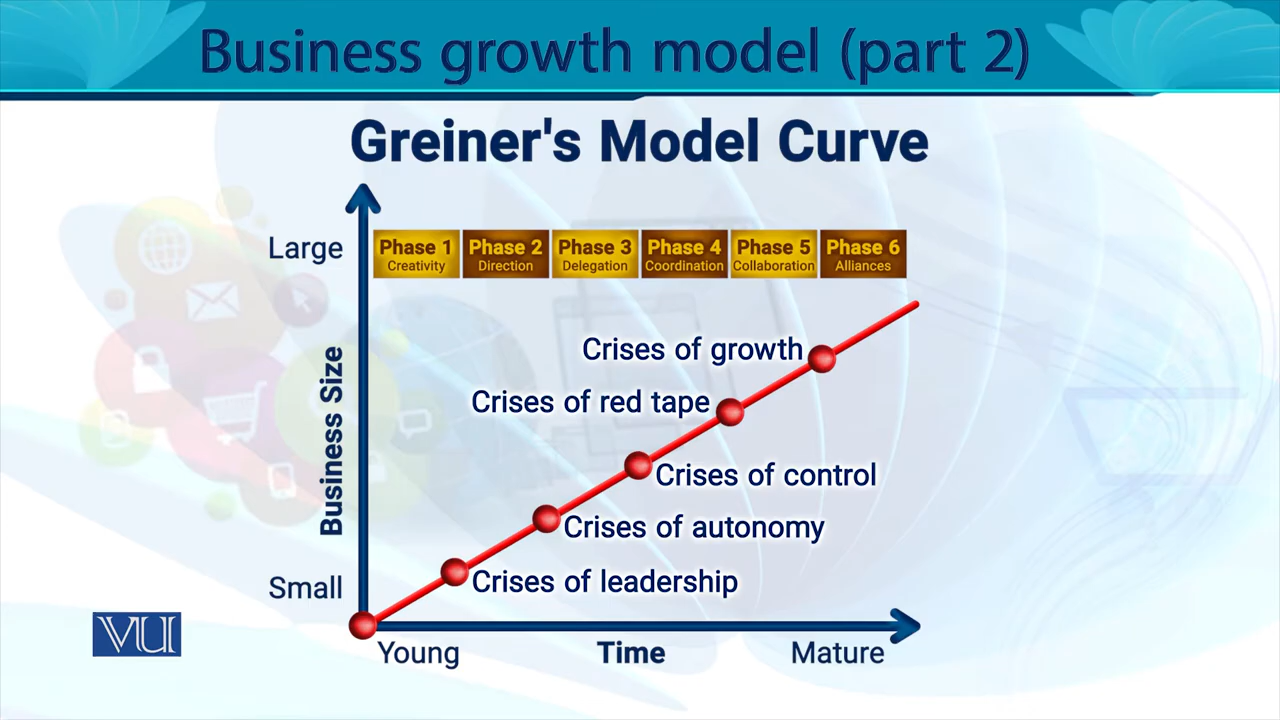 Business growth model (part 2)
Greiner's Model Curve
Large
Phase 1
Creativity
Phase 2
Direction
Phase 3
Delegation
Phase 4
Coordination
Phase 5
Collaboration
Phase 6
Alliances
Crises of growth
Crises of red tape
Crises of control
Crises of autonomy
Crises of leadership
Business Size
Small
Young
Time
Mature
VU